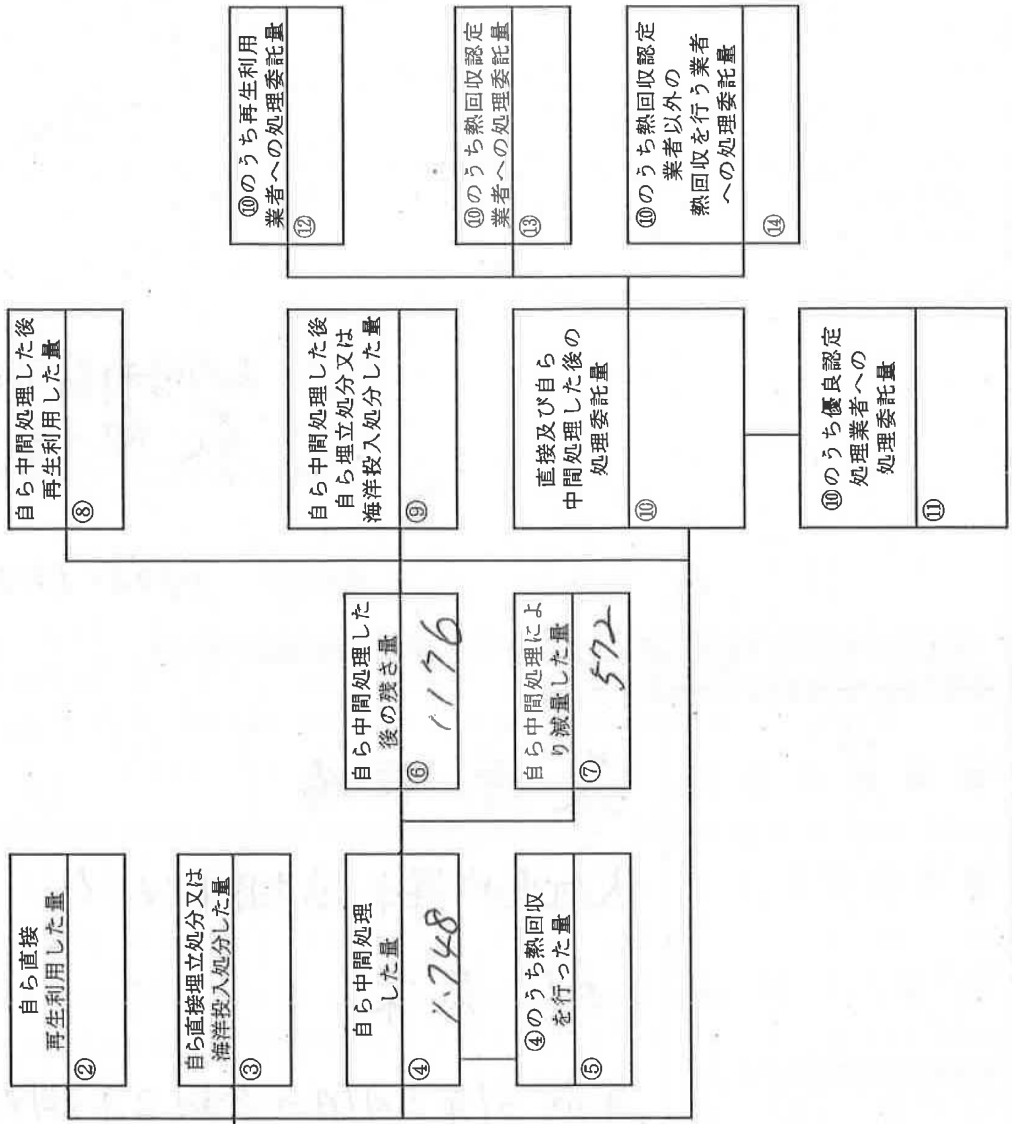 自ら直接
再生利用した量
②
自ら直接埋立処分又は
海洋投入処分した量
③
自ら中間処理
した量
④
1.748
④のうち熱回収
を行った量
⑤
自ら中間処理した
後の残さ量
⑥
1176
自ら中間処理によ
り減量した量
⑦
572
自ら中間処理した後
再生利用した量
⑧
自ら中間処理した後
自ら埋立処分又は
海洋投入処分した量
⑨
直接及び自ら
中間処理した後の
処理委託量
⑩
⑩のうち優良認定
処理業者への
処理委託量
⑪
⑩のうち再生利用
業者への処理委託量
⑫
⑩のうち熱回収認定
業者への処理委託量
⑬
⑩のうち熱回収認定
業者以外の
熱回収を行う業者
への処理委託量
⑭